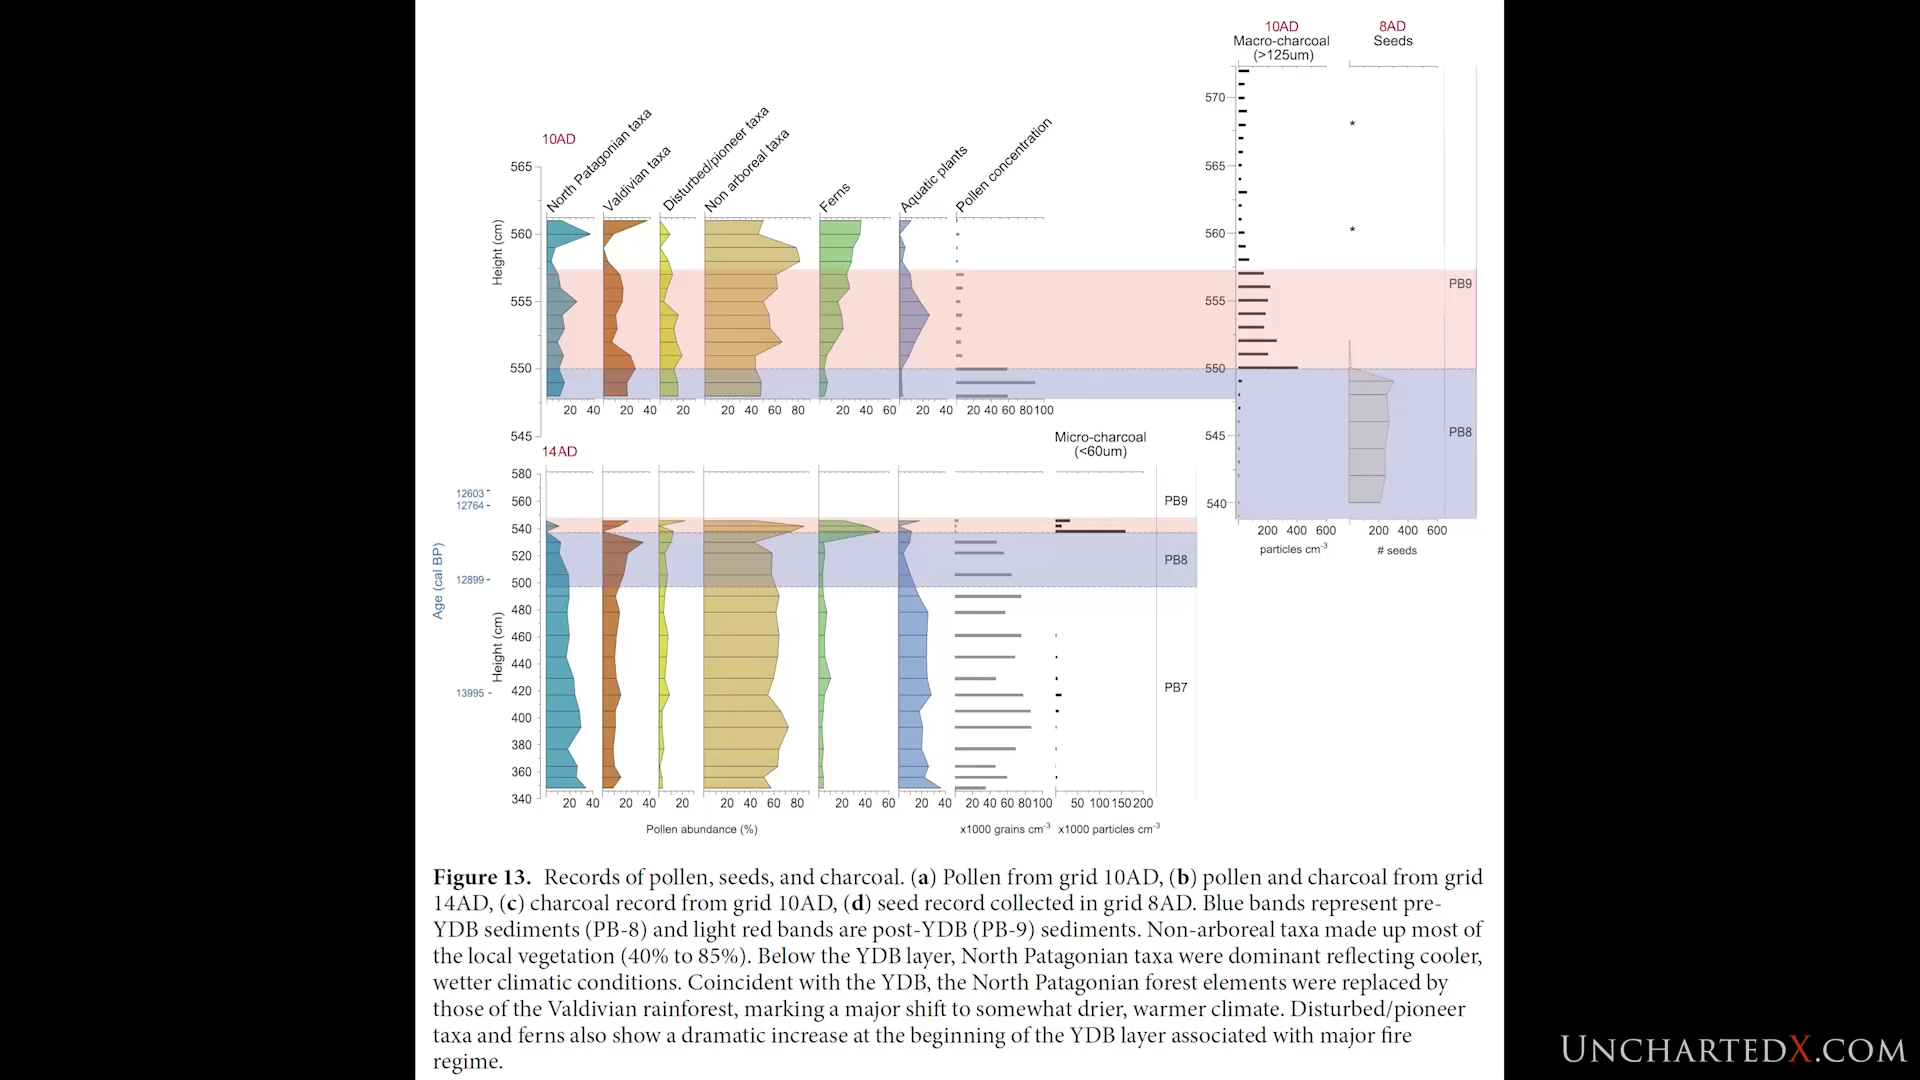 10AD
Macro-charcoal
(>125um)
8AD
Seeds
10AD
North Patagonian taxa
Valdivian taxa
Disturbed/pioneer taxa
Non arboreal taxa
Ferns
Aquatic plants
Pollen concentration
565
560
555
550
545
Height (cm)
20 40 20 40 20 20 40 60 80 20 40 60 20 40 20 40 60 80 100
570
565
560
555
550
545
540
*
*
PB9
PB8
200 400 600
particles cm-3
200 400 600
# seeds
14AD
Micro-charcoal
(<60um)
580
560
540
520
500
480
460
440
420
400
380
360
340
Height (cm)
12603
12764
12899
13995
Age (cal BP)
PB9
PB8
PB7
20 40 20 40 20 20 40 60 80 20 40 60 20 40 20 40 60 80 100 50 100 150 200
Pollen abundance (%)
x1000 grains cm-3
x1000 particles cm-3
Figure 13. Records of pollen, seeds, and charcoal. (a) Pollen from grid 10AD, (b) pollen and charcoal from grid
14AD, (c) charcoal record from grid 10AD, (d) seed record collected in grid 8AD. Blue bands represent pre-
YDB sediments (PB-8) and light red bands are post-YDB (PB-9) sediments. Non-arboreal taxa made up most of
the local vegetation (40% to 85%). Below the YDB layer, North Patagonian taxa were dominant reflecting cooler,
wetter climatic conditions. Coincident with the YDB, the North Patagonian forest elements were replaced by
those of the Valdivian rainforest, marking a major shift to somewhat drier, warmer climate. Disturbed/pioneer
taxa and ferns also show a dramatic increase at the beginning of the YDB layer associated with major fire
regime.
UNCHARTEDX.COM